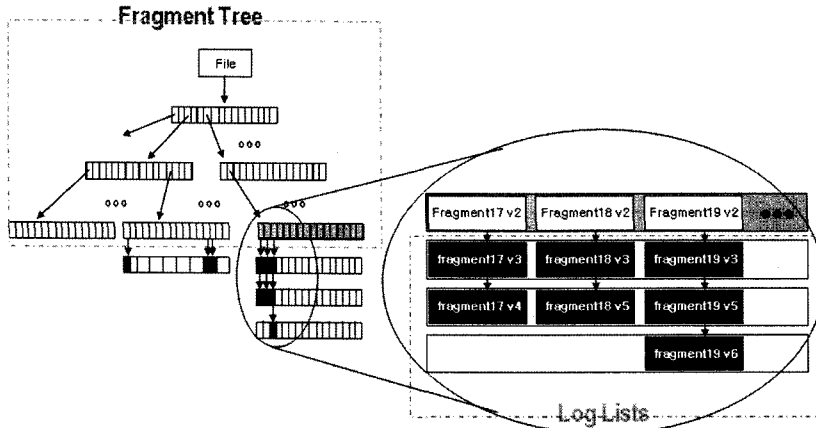 Fragment Tree
File
Fragment17 v2 Fragment18 v2 Fragment19 v2
fragment17 v3 fragment18 v3 fragment19 v3
fragment17 v4 fragment18 v5 fragment19 v5
fragment19 v6
Log Lists